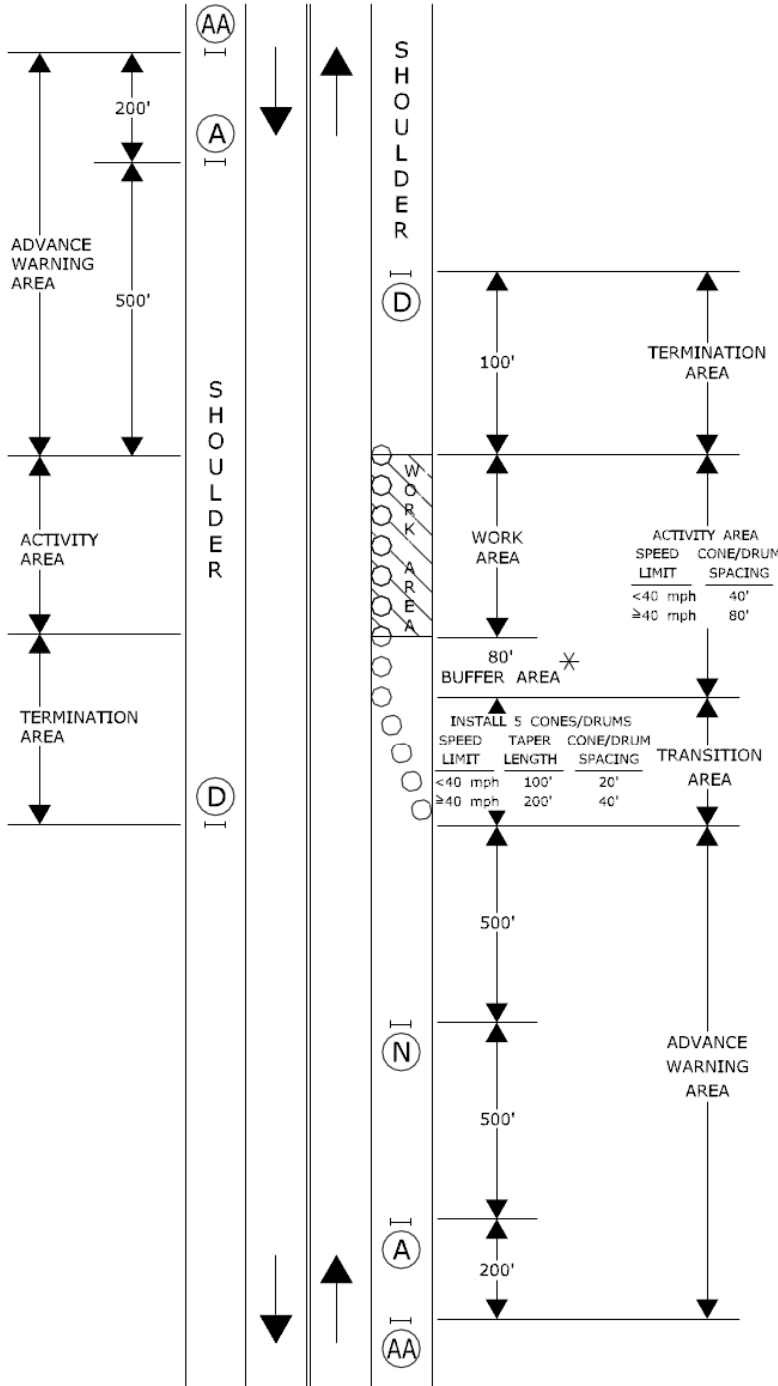 AA
200'
A
ADVANCE
WARNING
AREA
500'
SHOULDER
ACTIVITY
AREA
TERMINATION
AREA
D
SHOULDER
D
100'
TERMINATION
AREA
WORK AREA
WORK
AREA
ACTIVITY AREA
SPEED CONE/DRUM
LIMIT SPACING
<40 mph 40'
≥40 mph 80'
80'
BUFFER AREA *
INSTALL 5 CONES/DRUMS
SPEED TAPER CONE/DRUM
LIMIT LENGTH SPACING
<40 mph 100' 20'
≥40 mph 200' 40'
TRANSITION
AREA
500'
N
500'
ADVANCE
WARNING
AREA
A
200'
AA